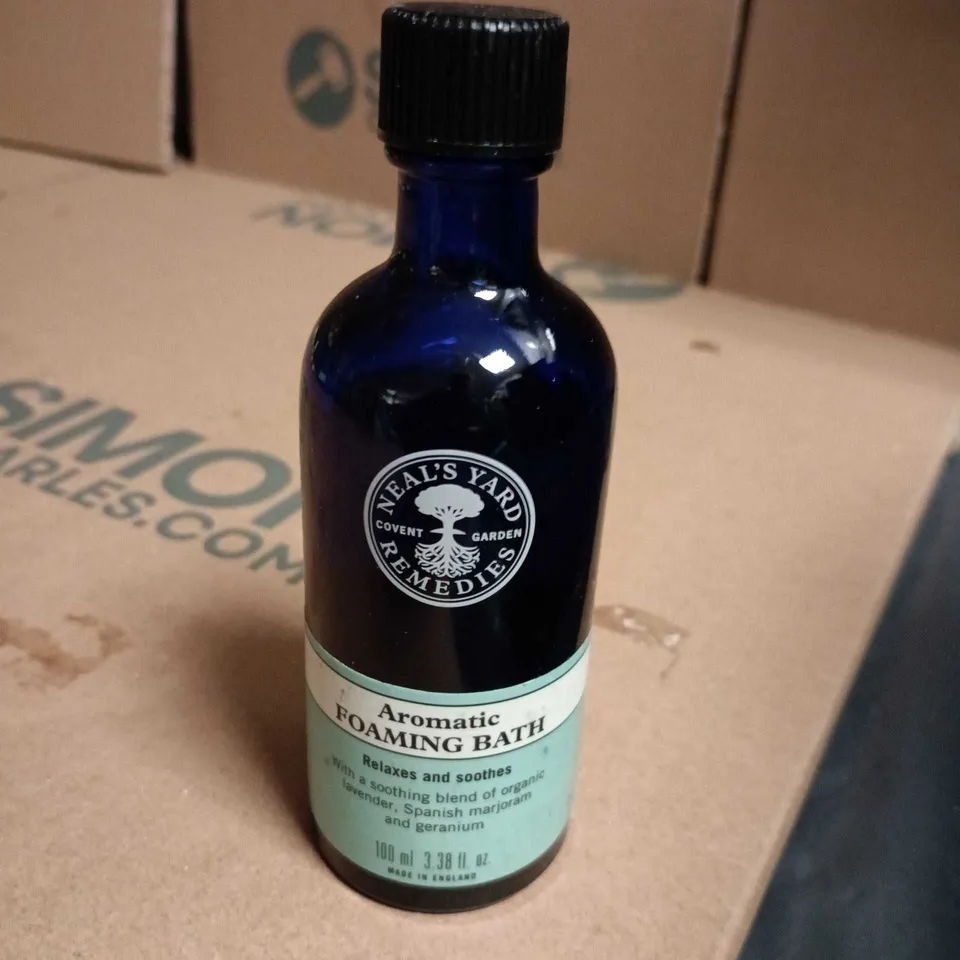 NEAL'S YARD
COVENT GARDEN
REMEDIES
Aromatic
FOAMING BATH
Relaxes and soothes
With a soothing blend of organic
lavender, Spanish marjoram
and geranium
100 ml 3.38 fl. oz.
MADE IN ENGLAND
SIMON
ARLES.COM